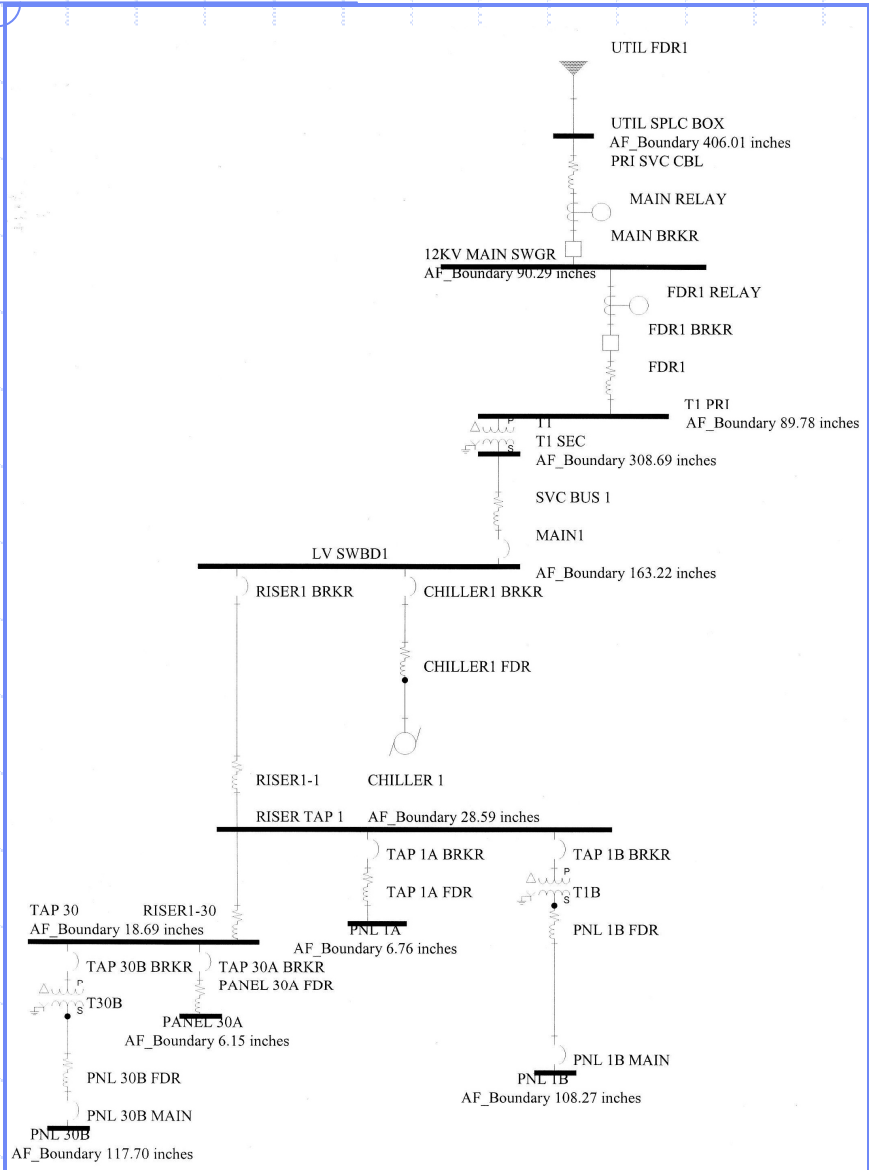 UTIL FDR1
UTIL SPLC BOX
AF_Boundary 406.01 inches
PRI SVC CBL
MAIN RELAY
MAIN BRKR
12KV MAIN SWGR
AF_Boundary 90.29 inches
FDR1 RELAY
FDR1 BRKR
FDR1
T1 PRI
AF_Boundary 89.78 inches
P
T1
S
T1 SEC
AF_Boundary 308.69 inches
SVC BUS 1
MAIN1
LV SWBD1
AF_Boundary 163.22 inches
RISER1 BRKR
CHILLER1 BRKR
CHILLER1 FDR
RISER1-1
CHILLER 1
RISER TAP 1
AF_Boundary 28.59 inches
TAP 1A BRKR
TAP 1B BRKR
P
TAP 1A FDR
T1B
S
TAP 30
RISER1-30
AF_Boundary 18.69 inches
PNL 1A
AF_Boundary 6.76 inches
PNL 1B FDR
TAP 30B BRKR
TAP 30A BRKR
P
PANEL 30A FDR
T30B
S
PANEL 30A
AF_Boundary 6.15 inches
PNL 1B MAIN
PNL 1B
AF_Boundary 108.27 inches
PNL 30B FDR
PNL 30B MAIN
PNL 30B
AF_Boundary 117.70 inches